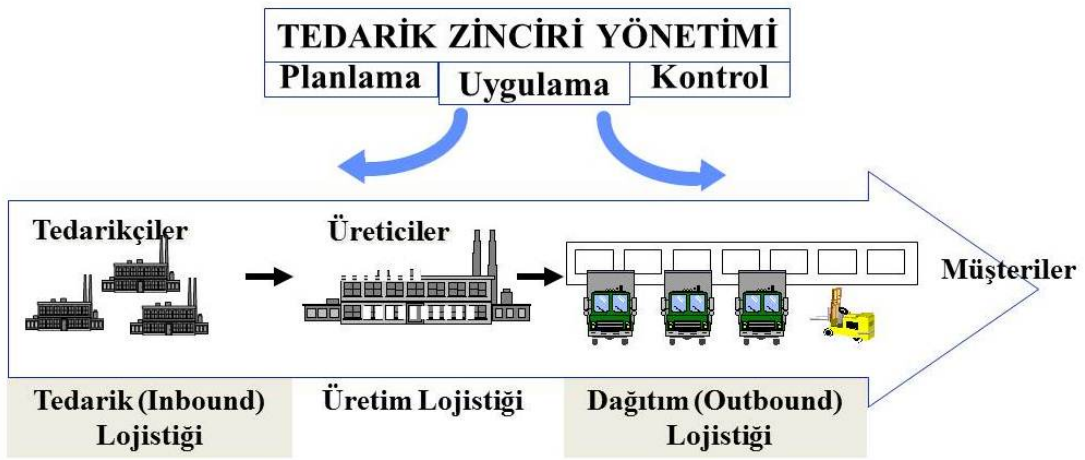 TEDARİK ZİNCİRİ YÖNETİMİ
Planlama Uygulama Kontrol
Tedarikçiler
Üreticiler
Müşteriler
Tedarik (Inbound)
Lojistiği
Üretim Lojistiği
Dağıtım (Outbound)
Lojistiği